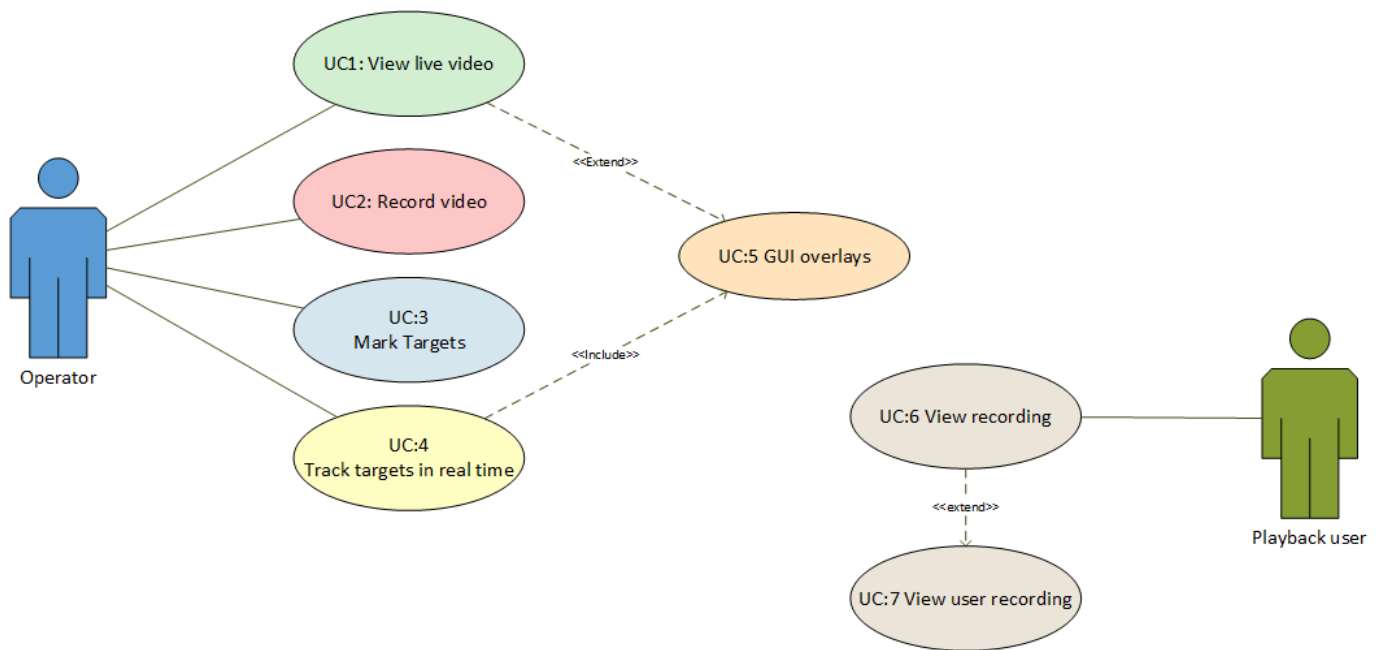 UC1: View live video
<<Extend>>
UC2: Record video
UC:5 GUI overlays
UC:3
Mark Targets
<<Include>>
Operator
UC:4
Track targets in real time
UC:6 View recording
<<extend>>
Playback user
UC:7 View user recording